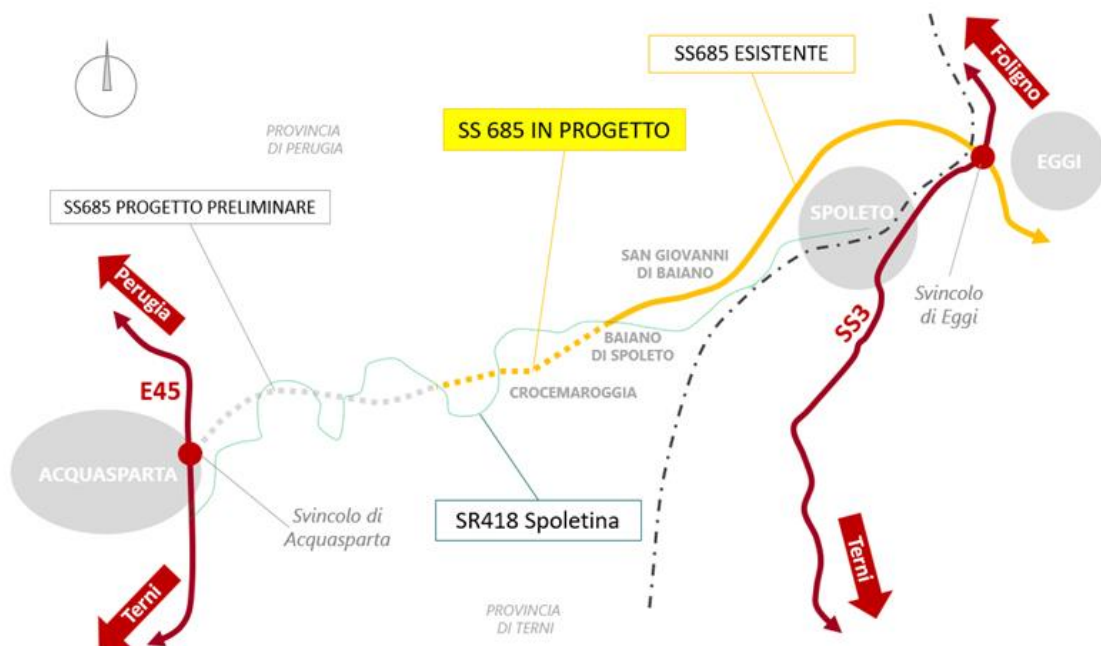 SS685 ESISTENTE
Foligno
SS 685 IN PROGETTO
PROVINCIA
DI PERUGIA
EGGI
SS685 PROGETTO PRELIMINARE
SPOLETO
SAN GIOVANNI
DI BAIANO
Perugia
Svincolo
di Eggi
SS3
BAIANO
DI SPOLETO
E45
CROCEMAROGGIA
ACQUASPARTA
SR418 Spoletina
Svincolo di
Acquasparta
Terni
Terni
PROVINCIA
DI TERNI